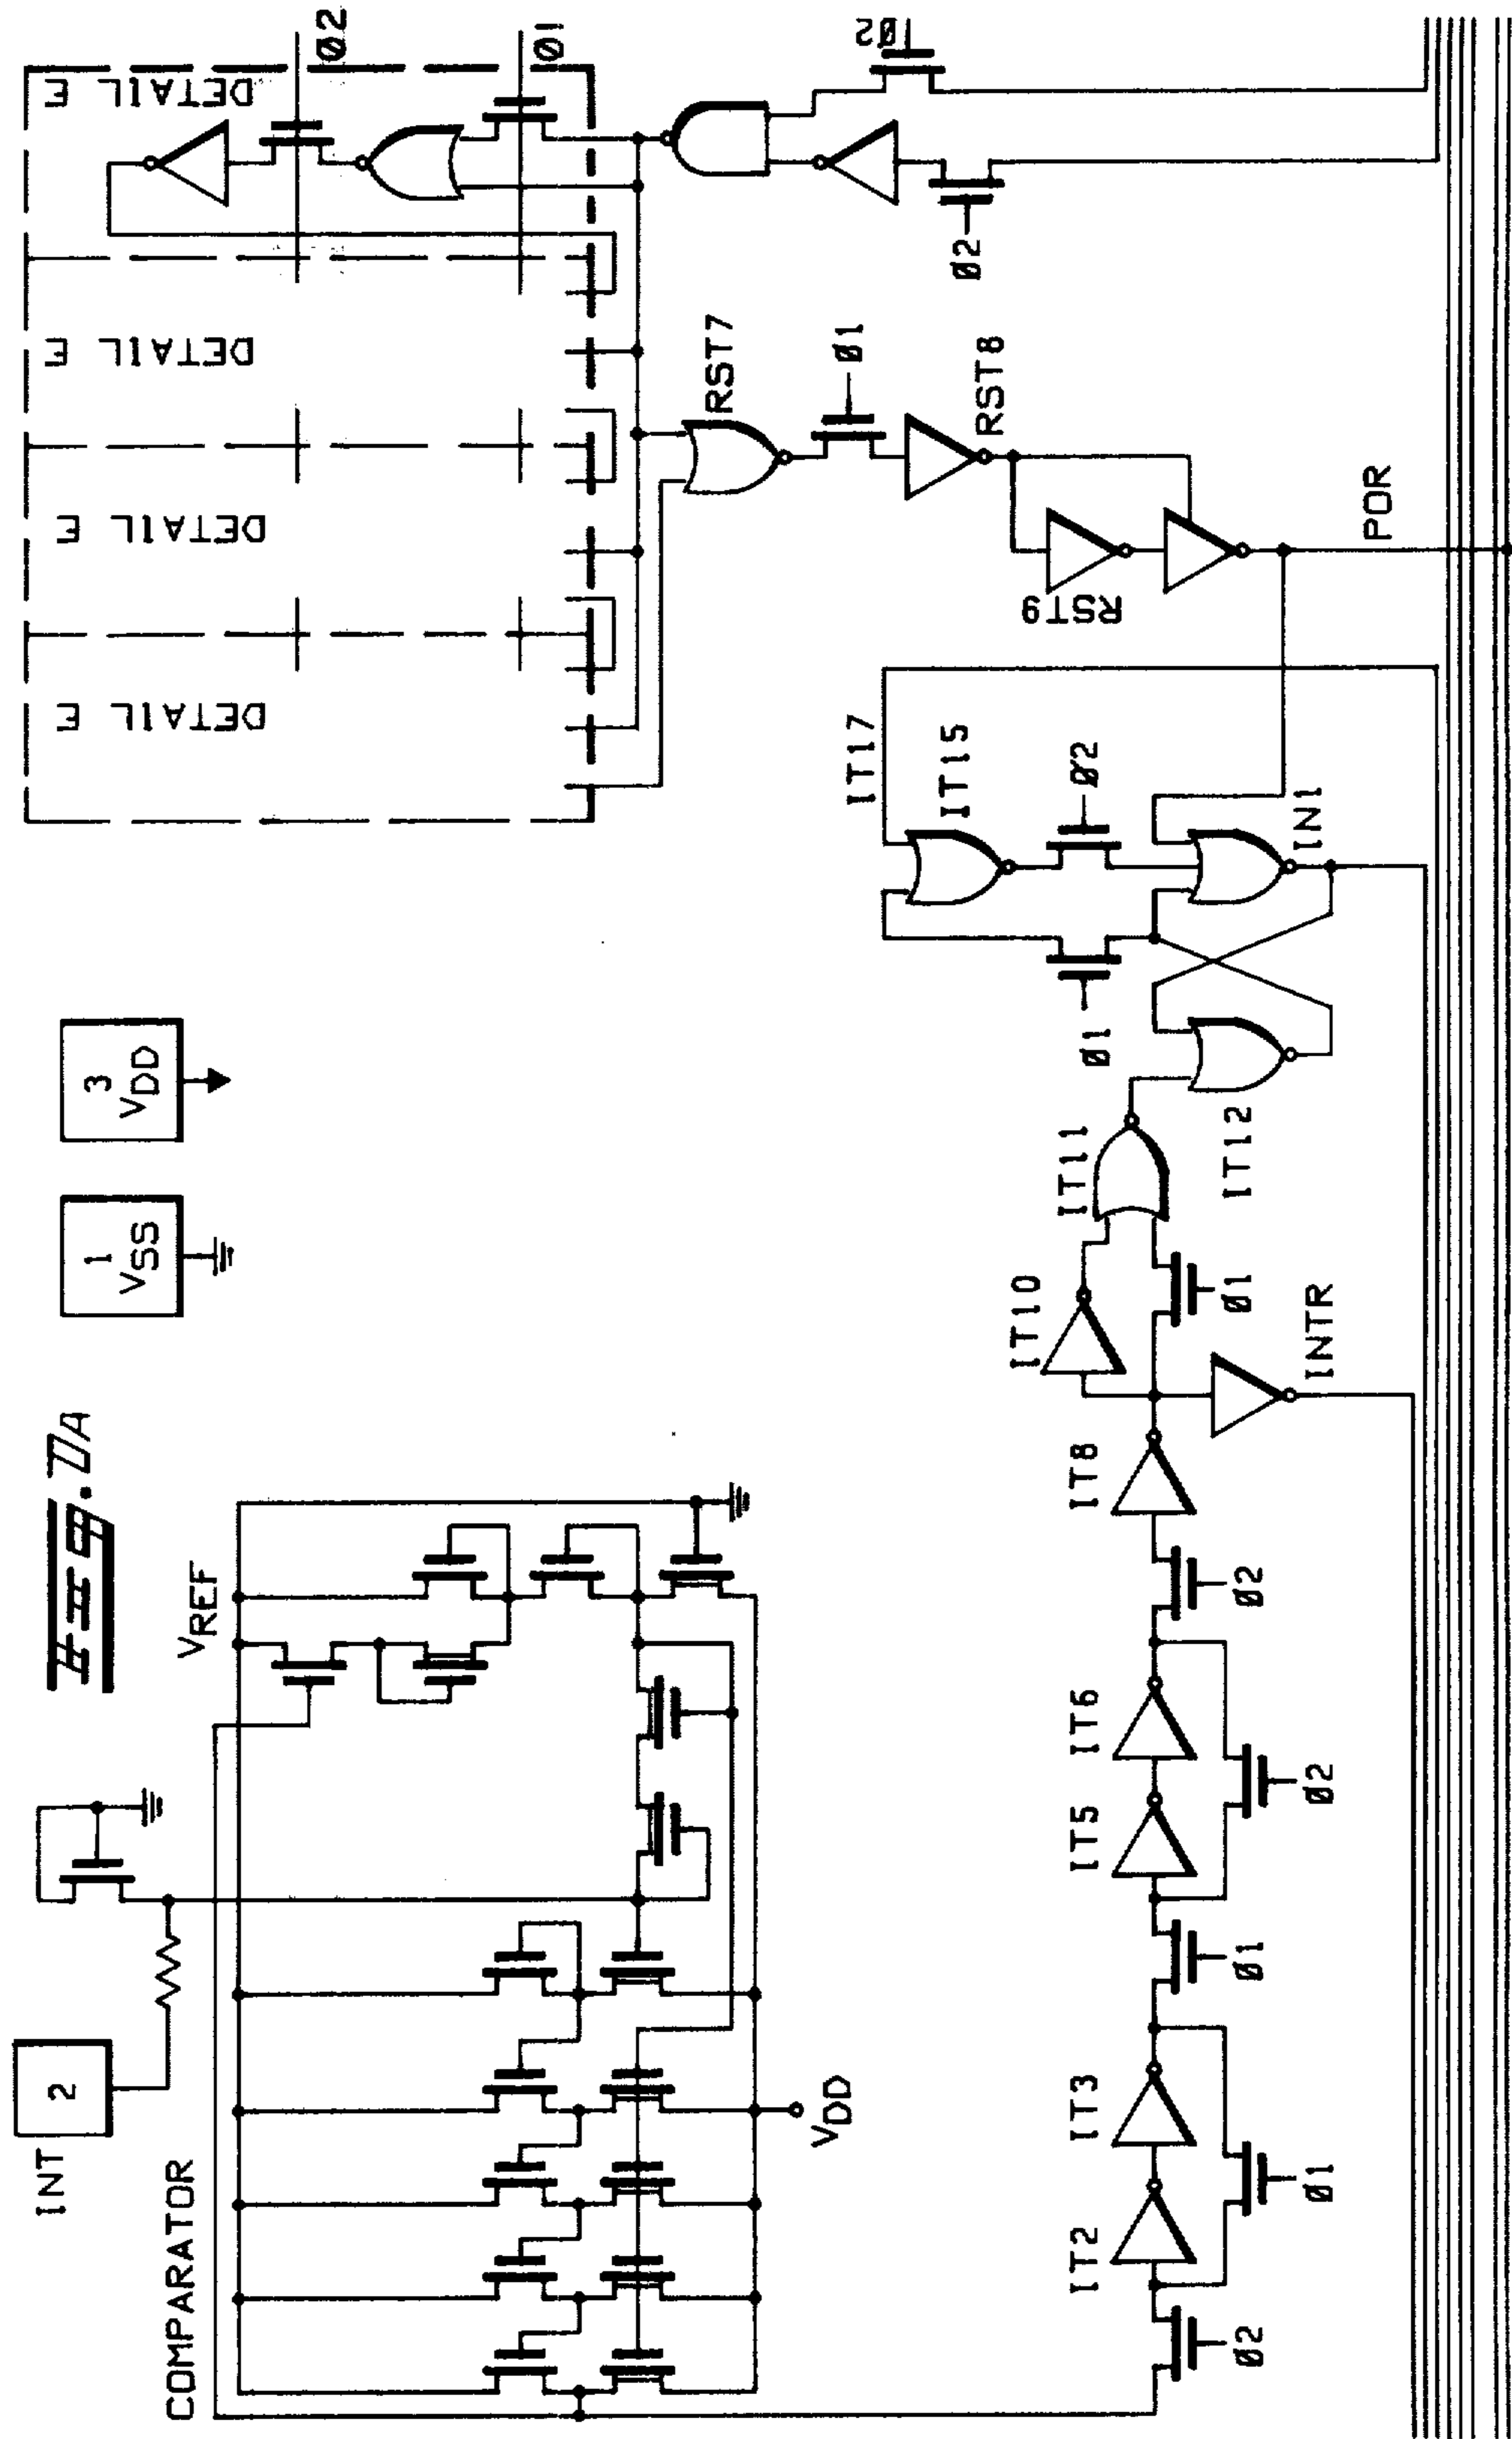 INT
2
COMPARATOR
VREF
VDD
1
VSS
3
VDD
DETAIL E
DETAIL E
DETAIL E
DETAIL E
Ø2
Ø1
Ø2
Ø2
RST7
Ø1
RST8
RST9
POR
IT17
IT15
Ø2
IN1
Ø1
IT12
IT11
IT10
Ø1
INTR
IT8
Ø2
IT6
IT5
Ø2
Ø1
IT3
IT2
Ø1
Ø2